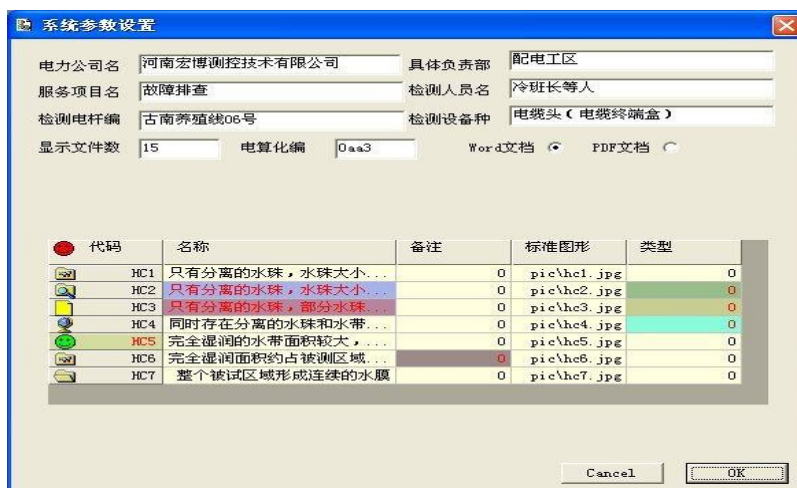 系统参数设置
电力公司名 河南宏博测控技术有限公司 具体负责部 配电工区
服务项目名 故障排查 检测人员名 冷班长等人
检测电杆编 古南养殖线06号 检测设备种 电缆头(电缆终端盒)
显示文件数 15 电算化编 0aa3 Word文档 PDF文档
代码 名称 备注 标准图形 类型
HC1 只有分离的水珠,水珠大小... 0 pic\hc1.jpg 0
HC2 只有分离的水珠,水珠大小... 0 pic\hc2.jpg 0
HC3 只有分离的水珠,部分水珠... 0 pic\hc3.jpg 0
HC4 同时存在分离的水珠和水带... 0 pic\hc4.jpg 0
HC5 完全湿润的水带面积较大,... 0 pic\hc5.jpg 0
HC6 完全湿润面积约占被测区域... 0 pic\hc6.jpg 0
HC7 整个被试区域形成连续的水膜 0 pic\hc7.jpg 0
Cancel OK